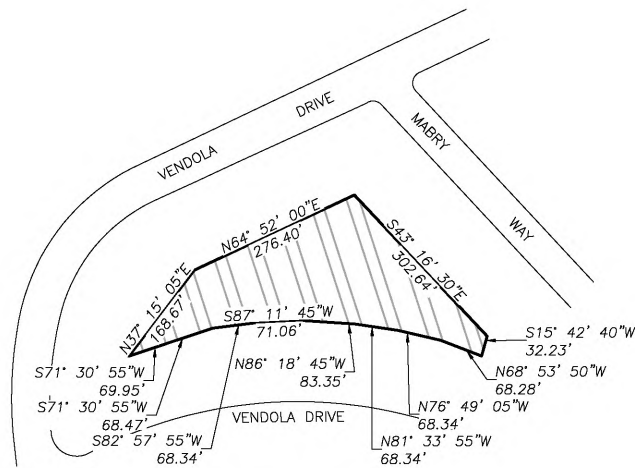 VENDOLA DRIVE
MABRY WAY
N64° 52' 00"E
276.40'
S43° 16' 30"E
302.64'
N37° 15' 05"E
168.67'
S87° 11' 45"W
71.06'
S15° 42' 40"W
32.23'
S71° 30' 55"W
69.95'
N86° 18' 45"W
83.35'
N68° 53' 50"W
68.28'
S71° 30' 55"W
68.47'
N76° 49' 05"W
68.34'
S82° 57' 55"W
68.34'
VENDOLA DRIVE
N81° 33' 55"W
68.34'